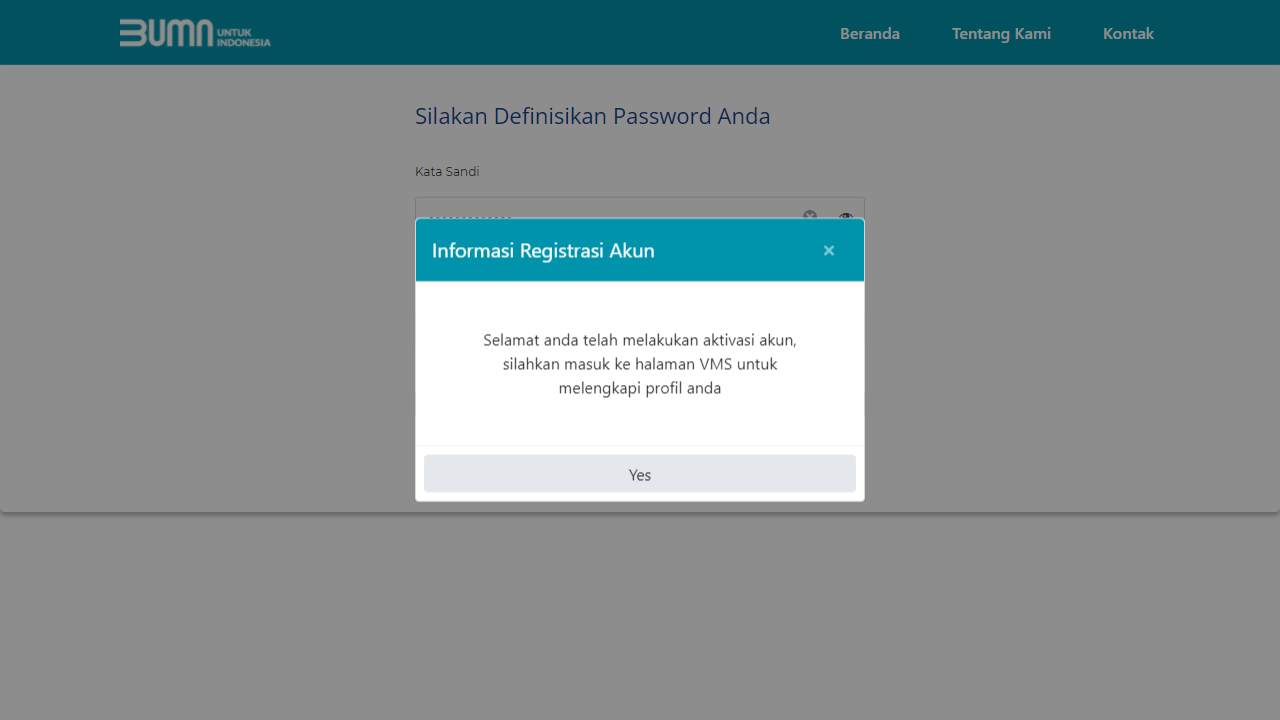 BUMN UNTUK
INDONESIA
Beranda
Tentang Kami
Kontak
Silakan Definisikan Password Anda
Kata Sandi
Informasi Registrasi Akun
×
Selamat anda telah melakukan aktivasi akun,
silahkan masuk ke halaman VMS untuk
melengkapi profil anda
Yes